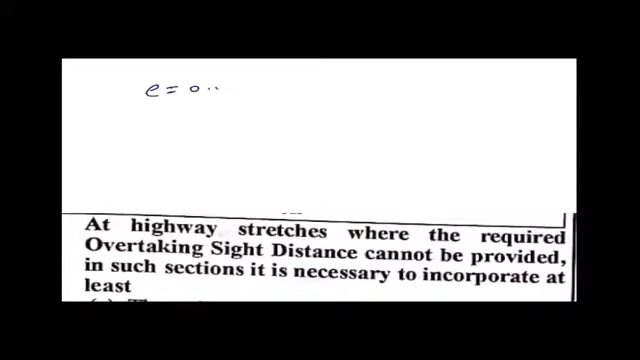 e = 0..
At highway stretches where the required
Overtaking Sight Distance cannot be provided,
in such sections it is necessary to incorporate at
least